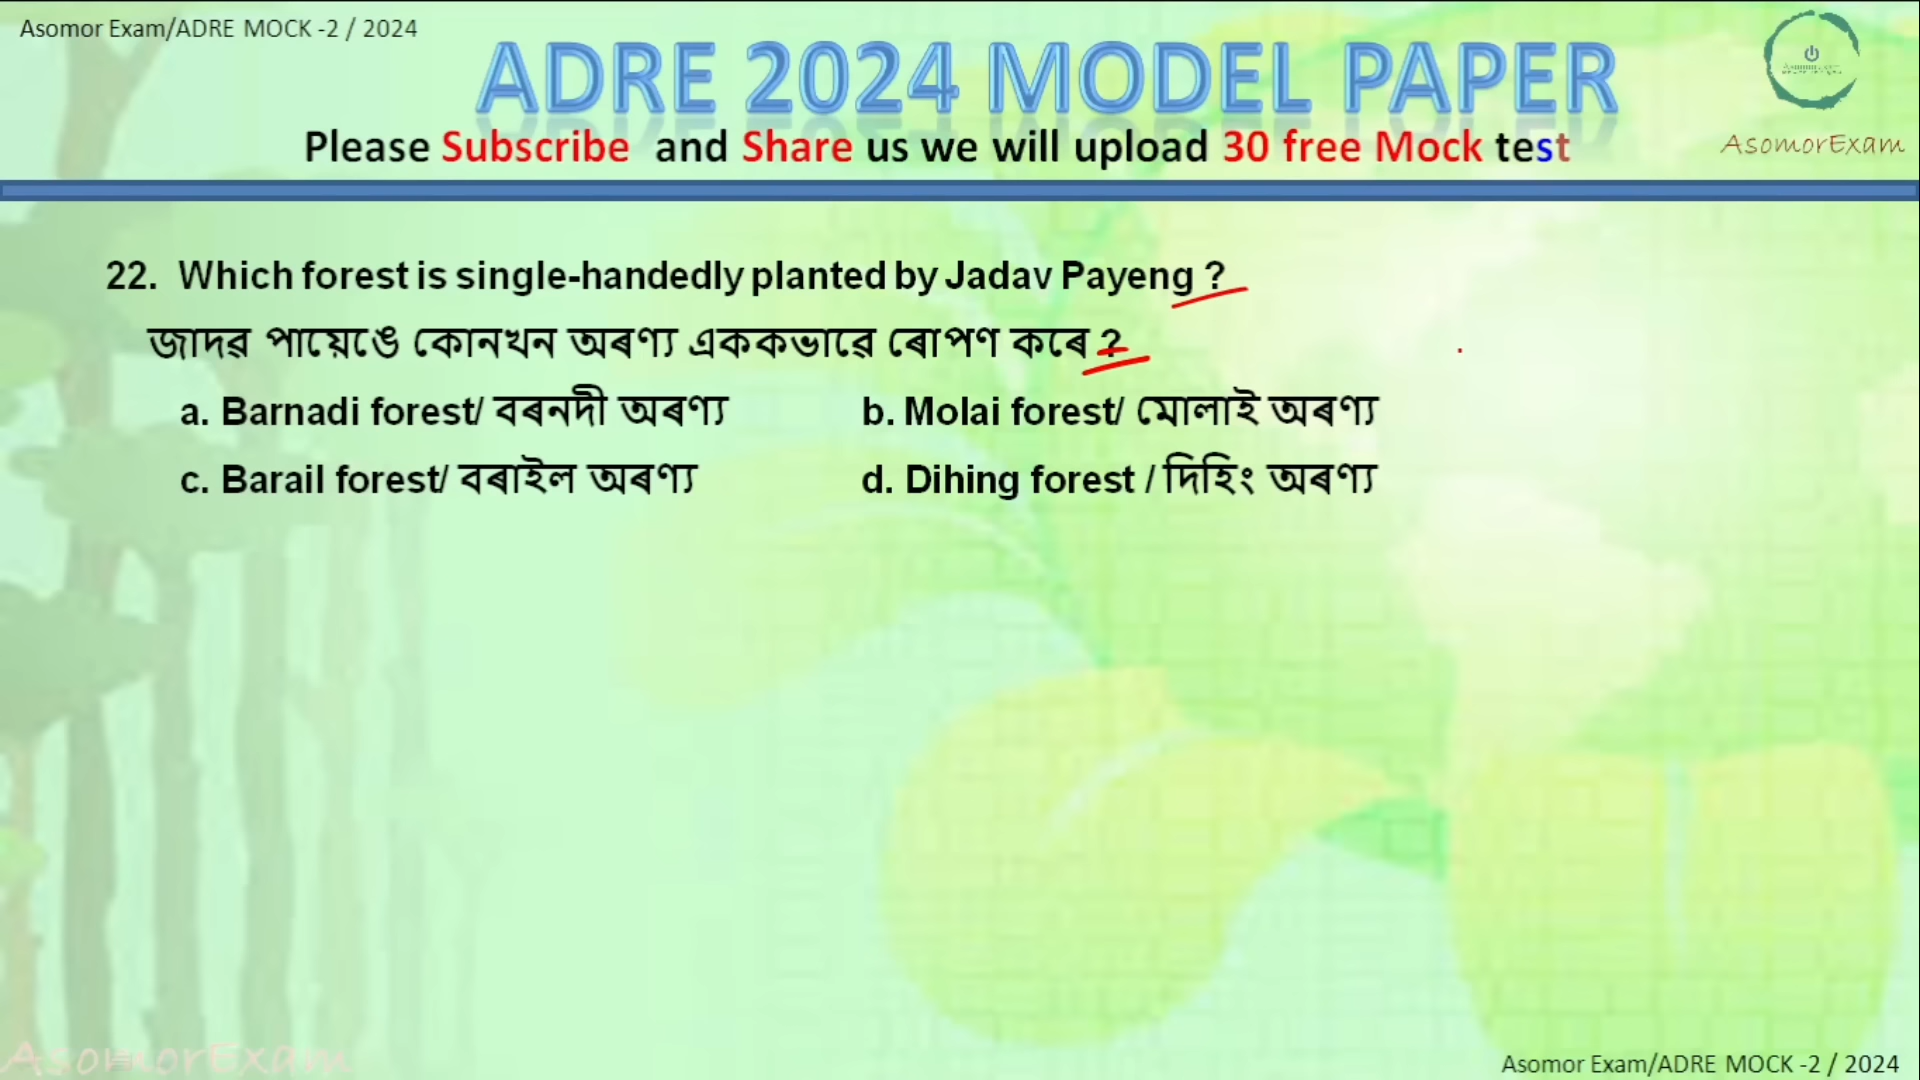 Asomor Exam/ADRE MOCK -2 / 2024
ADRE 2024 MODEL PAPER
Please Subscribe and Share us we will upload 30 free Mock test
AsomorExam
22. Which forest is single-handedly planted by Jadav Payeng ?
জাদৱ পায়েঙে কোনখন অৰণ্য এককভাৱে ৰোপণ কৰে ?
a. Barnadi forest/ বৰনদী অৰণ্য b. Molai forest/ মোলাই অৰণ্য
c. Barail forest/ বৰাইল অৰণ্য d. Dihing forest / দিহিং অৰণ্য
AsomorExam
Asomor Exam/ADRE MOCK -2 / 2024